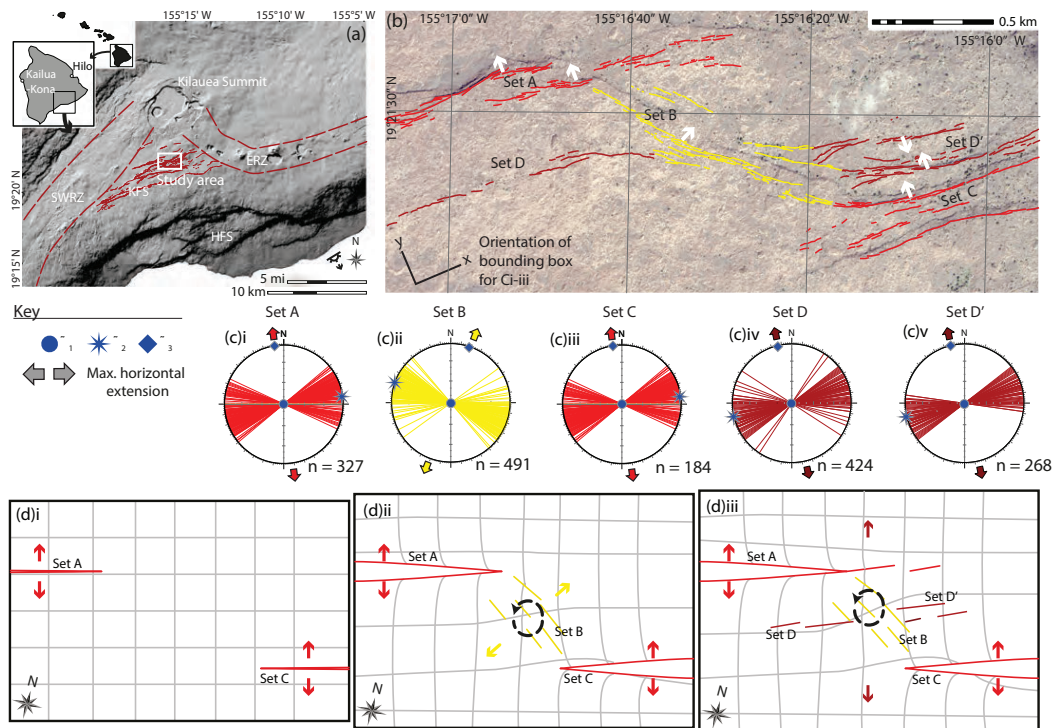 155°15' W
155°10' W
155°5' W
(a)
Hilo
Kailua
-Kona
Kilauea Summit
ERZ
Study area
SWRZ
KFS
HFS
19°20' N
19°15' N
N
5 mi
10 km
(b)
155°17'0" W
155°16'40" W
155°16'20" W
155°16'0" W
0.5 km
19°21'30" N
Set A
Set B
Set D
Set D'
Set C
y
x
Orientation of
bounding box
for Ci-iii
Key
1
2
3
Max. horizontal
extension
Set A
(c)i
N
n = 327
Set B
(c)ii
N
n = 491
Set C
(c)iii
N
n = 184
Set D
(c)iv
N
n = 424
Set D'
(c)v
N
n = 268
(d)i
Set A
Set C
N
(d)ii
Set A
Set B
Set C
N
(d)iii
Set A
Set D'
Set D
Set B
Set C
N